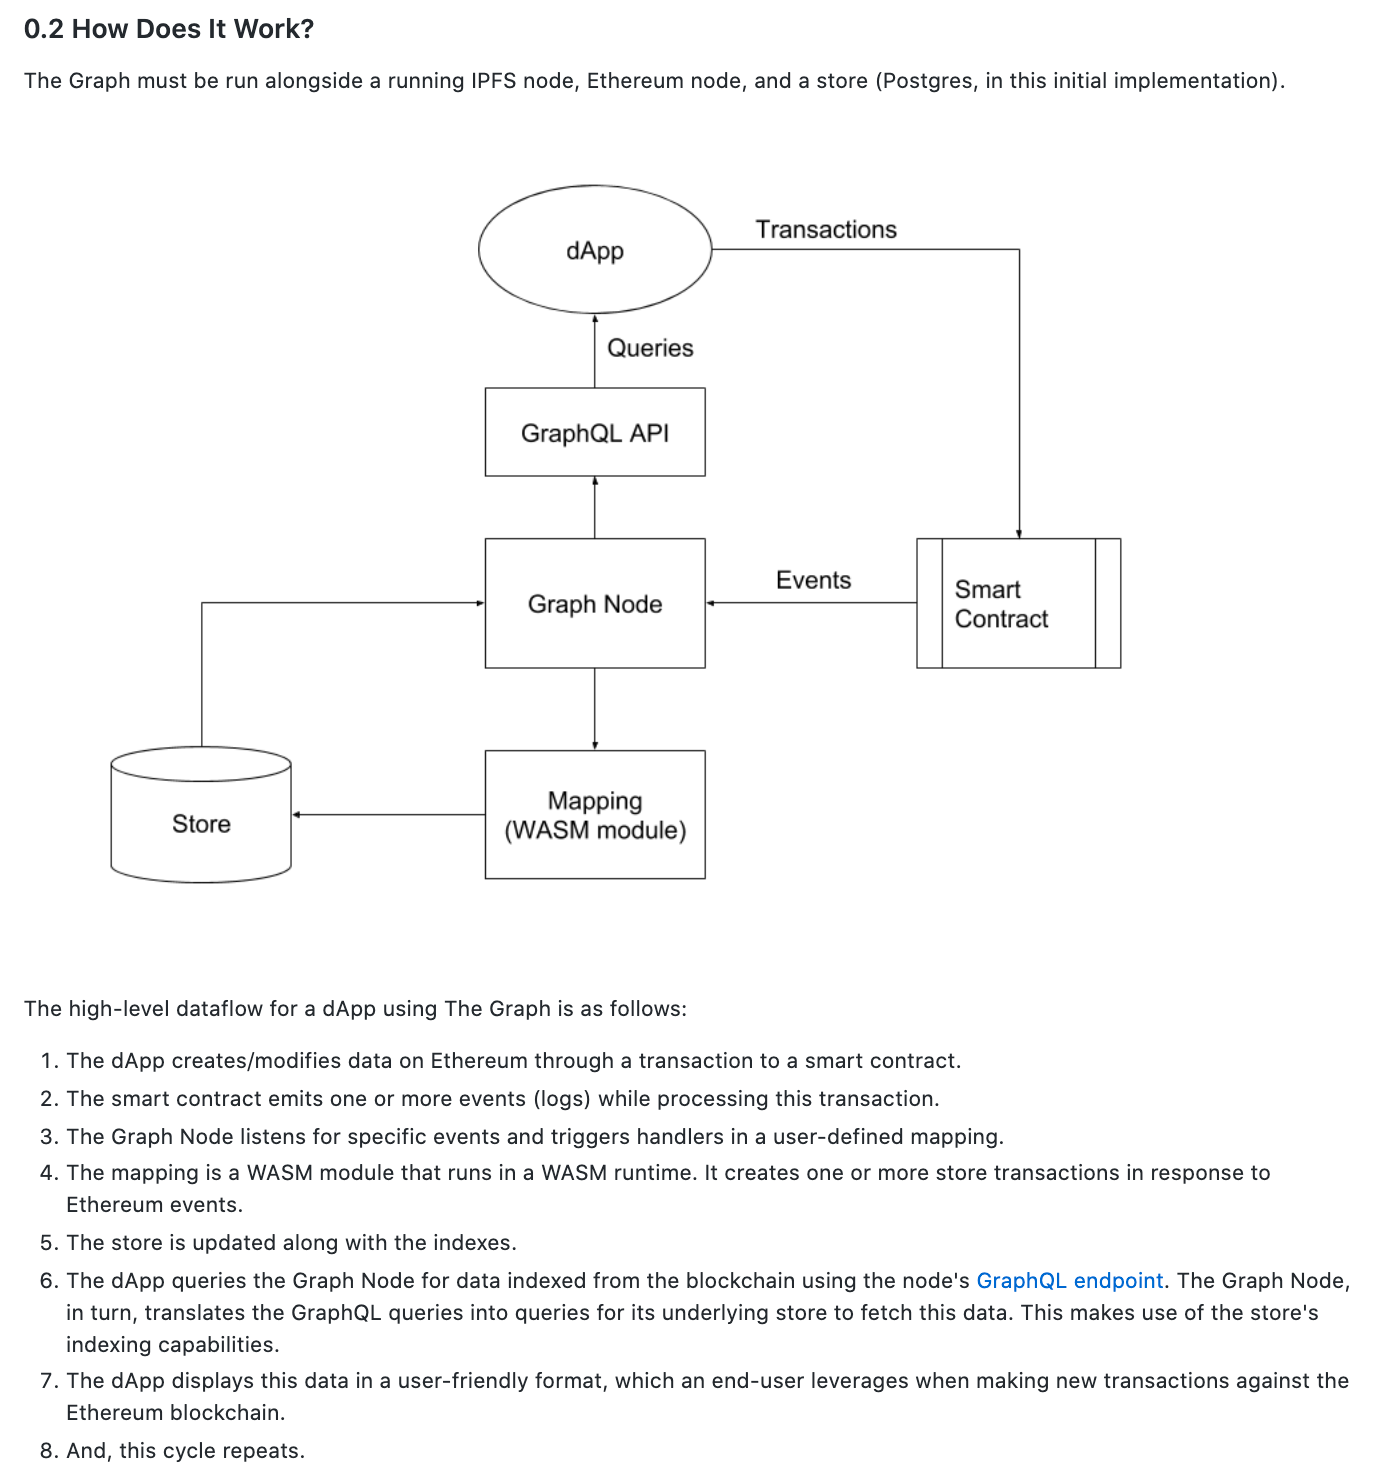 0.2 How Does It Work?
The Graph must be run alongside a running IPFS node, Ethereum node, and a store (Postgres, in this initial implementation).
dApp
Transactions
Queries
GraphQL API
Graph Node
Events
Smart
Contract
Store
Mapping
(WASM module)
The high-level dataflow for a dApp using The Graph is as follows:
1. The dApp creates/modifies data on Ethereum through a transaction to a smart contract.
2. The smart contract emits one or more events (logs) while processing this transaction.
3. The Graph Node listens for specific events and triggers handlers in a user-defined mapping.
4. The mapping is a WASM module that runs in a WASM runtime. It creates one or more store transactions in response to
Ethereum events.
5. The store is updated along with the indexes.
6. The dApp queries the Graph Node for data indexed from the blockchain using the node's GraphQL endpoint. The Graph Node,
in turn, translates the GraphQL queries into queries for its underlying store to fetch this data. This makes use of the store's
indexing capabilities.
7. The dApp displays this data in a user-friendly format, which an end-user leverages when making new transactions against the
Ethereum blockchain.
8. And, this cycle repeats.